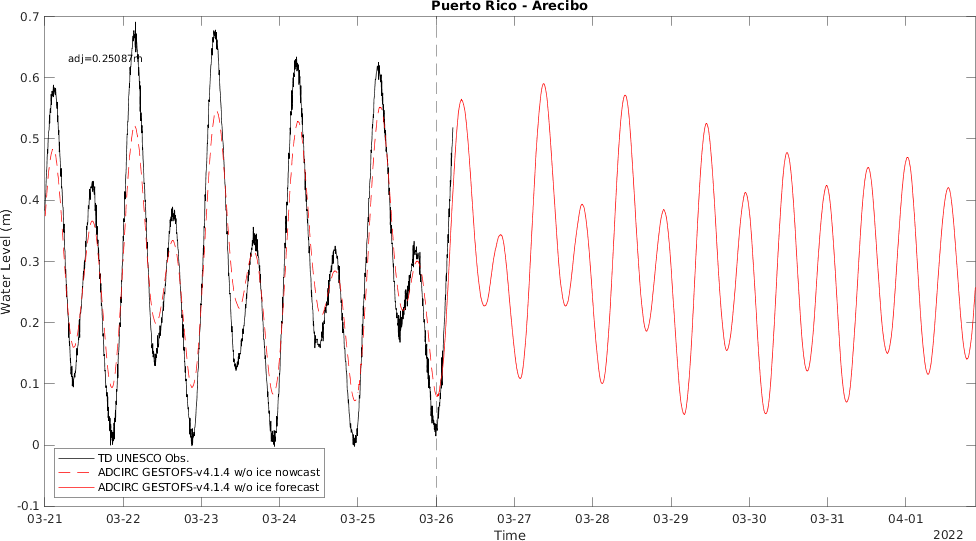 Puerto Rico - Arecibo
0.7
adj=0.25087m
0.6
0.5
0.4
0.3
0.2
0.1
0
-0.1
Water Level (m)
TD UNESCO Obs.
ADCIRC GESTOFS-v4.1.4 w/o ice nowcast
ADCIRC GESTOFS-v4.1.4 w/o ice forecast
03-21 03-22 03-23 03-24 03-25 03-26 03-27 03-28 03-29 03-30 03-31 04-01
Time
2022